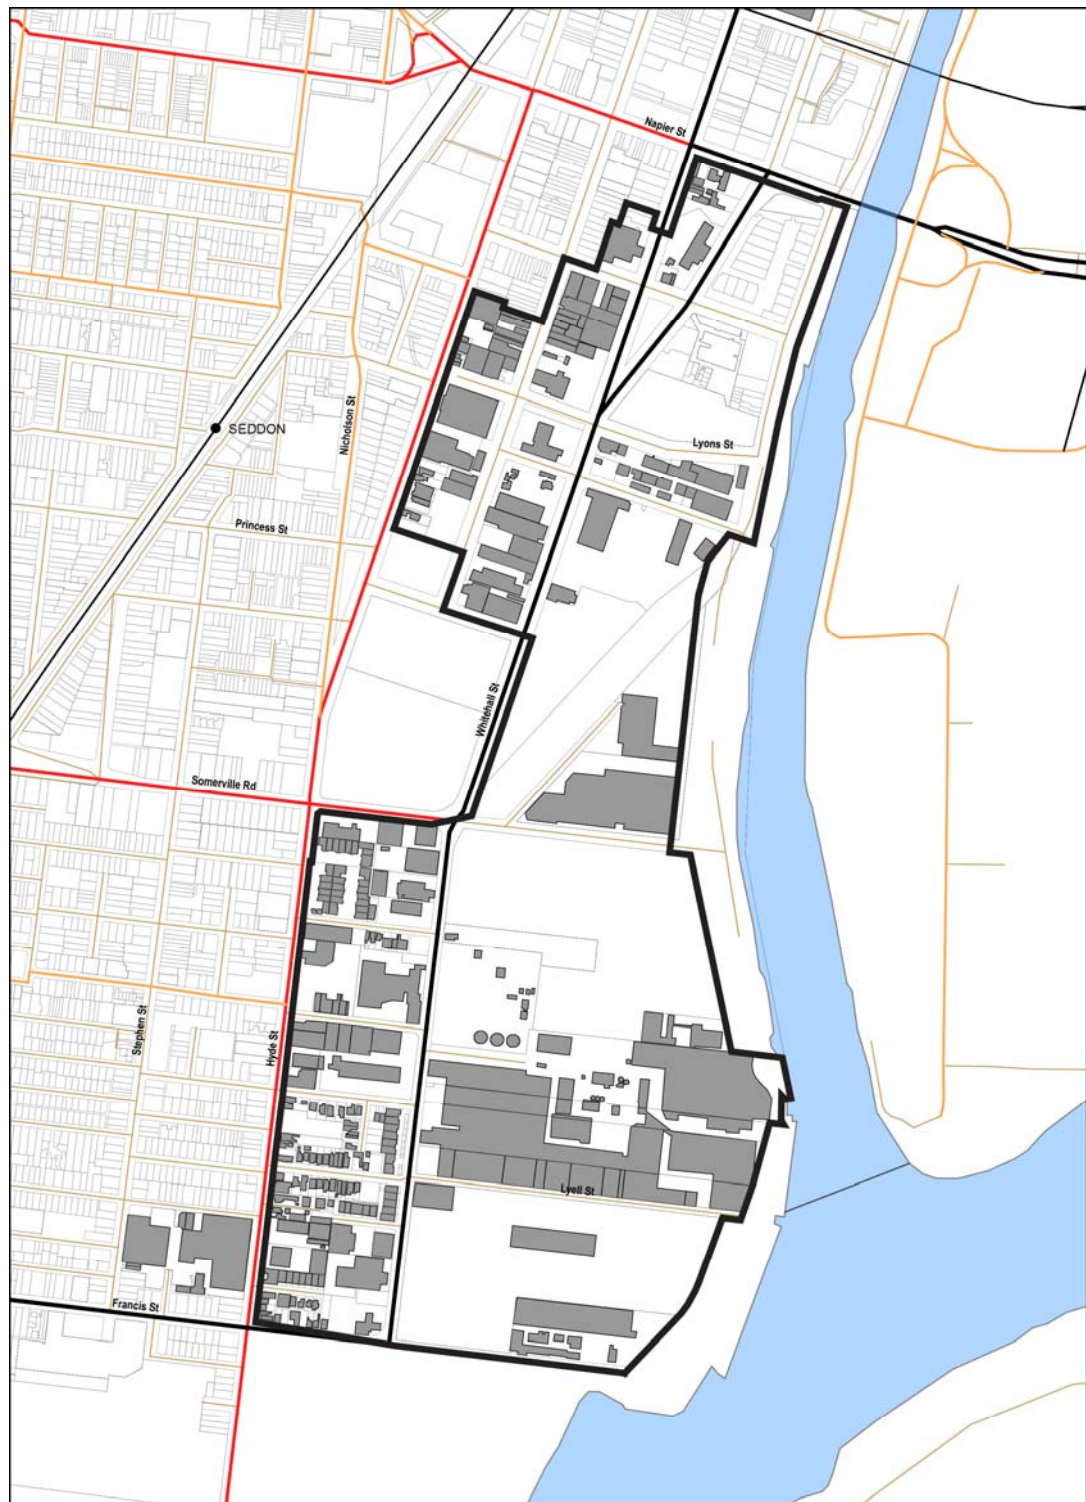 Napier St
SEDDON
Nicholson St
Lyons St
Princess St
Whitehall St
Somerville Rd
Stephen St
Hyde St
Lyell St
Francis St